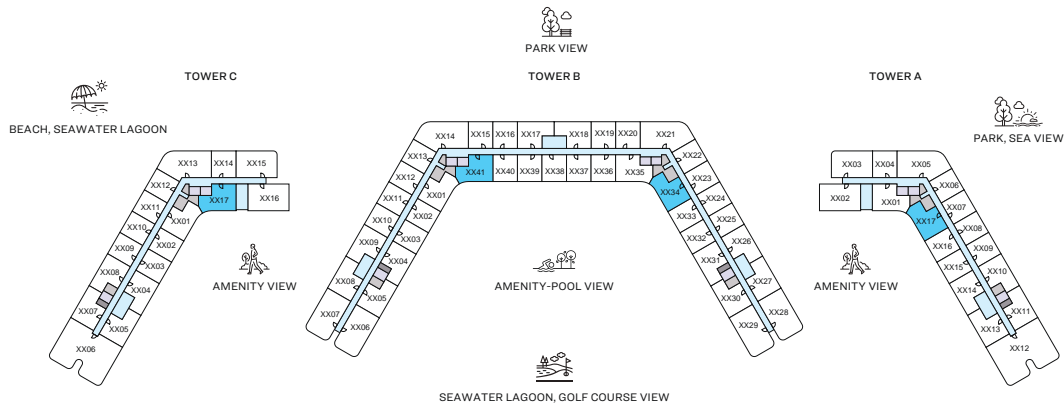 PARK VIEW
TOWER C
TOWER B
TOWER A
BEACH, SEAWATER LAGOON
PARK, SEA VIEW
XX13
XX14
XX15
XX12
XX17
XX16
XX11
XX01
XX10
XX02
XX09
XX03
XX08
XX04
XX07
XX05
XX06
XX14
XX15
XX16
XX17
XX18
XX19
XX20
XX21
XX13
XX41
XX40
XX39
XX38
XX37
XX36
XX35
XX22
XX12
XX01
XX34
XX23
XX11
XX02
XX33
XX24
XX10
XX03
XX32
XX25
XX09
XX04
XX31
XX26
XX08
XX05
XX30
XX27
XX07
XX06
XX29
XX28
XX03
XX04
XX05
XX02
XX01
XX06
XX17
XX07
XX16
XX08
XX15
XX09
XX14
XX10
XX13
XX11
XX12
AMENITY VIEW
AMENITY-POOL VIEW
AMENITY VIEW
SEAWATER LAGOON, GOLF COURSE VIEW